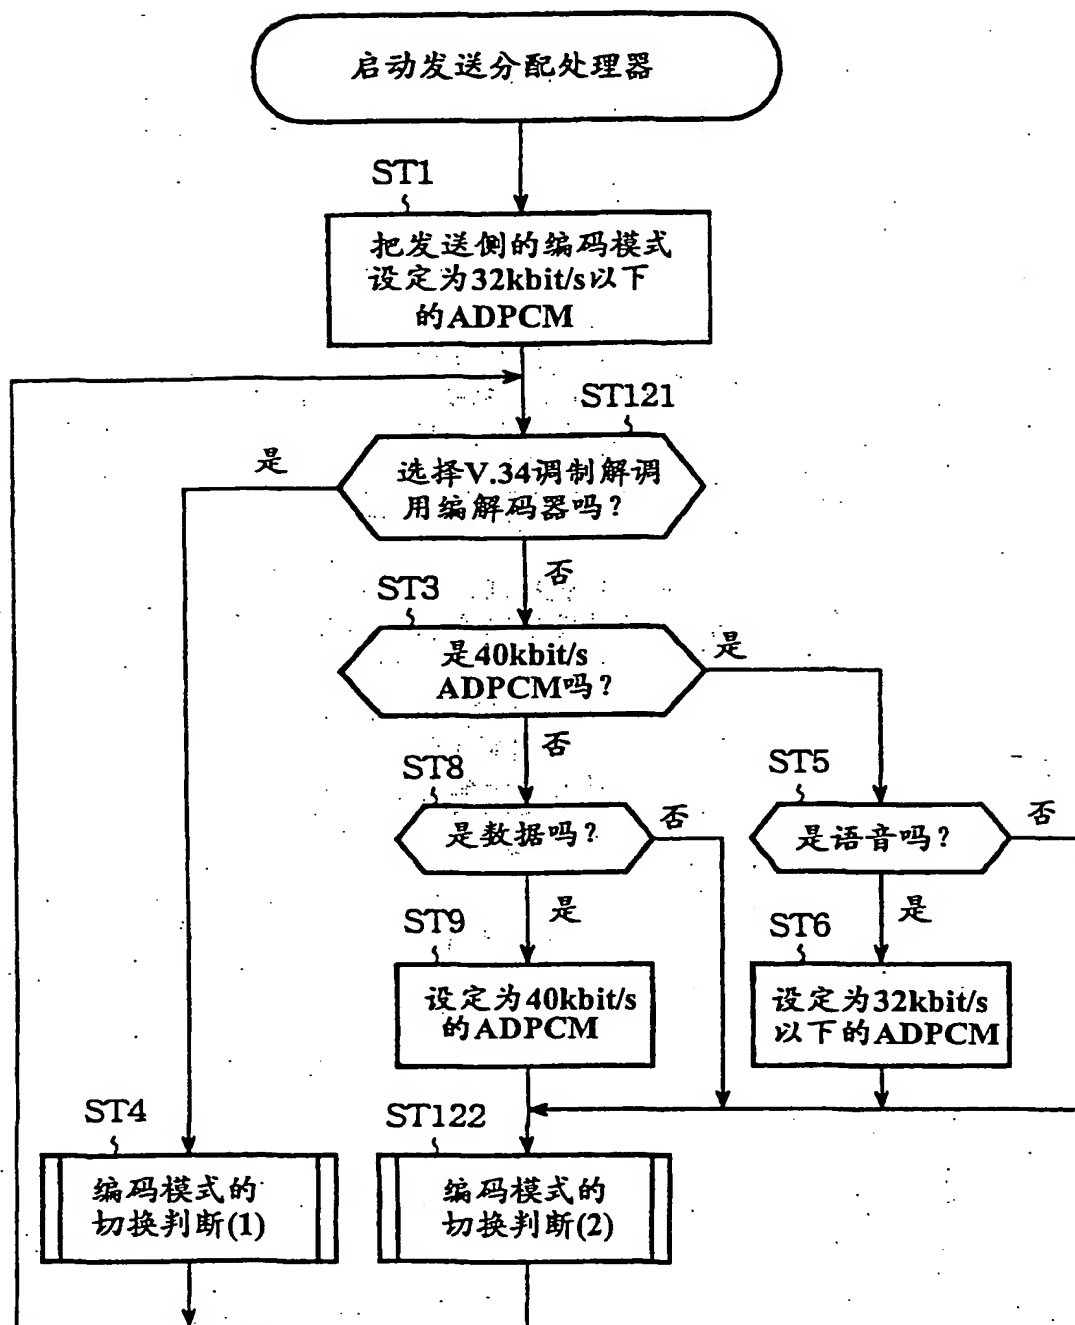 启动发送分配处理器
ST1
把发送侧的编码模式
设定为32kbit/s以下
的ADPCM
ST121
是
选择V.34调制解调
用编解码器吗？
否
ST3
是40kbit/s
ADPCM吗？
是
否
ST8
是数据吗？
否
ST5
是语音吗？
否
是
ST9
设定为40kbit/s
的ADPCM
是
ST6
设定为32kbit/s
以下的ADPCM
ST4
编码模式的
切换判断(1)
ST122
编码模式的
切换判断(2)